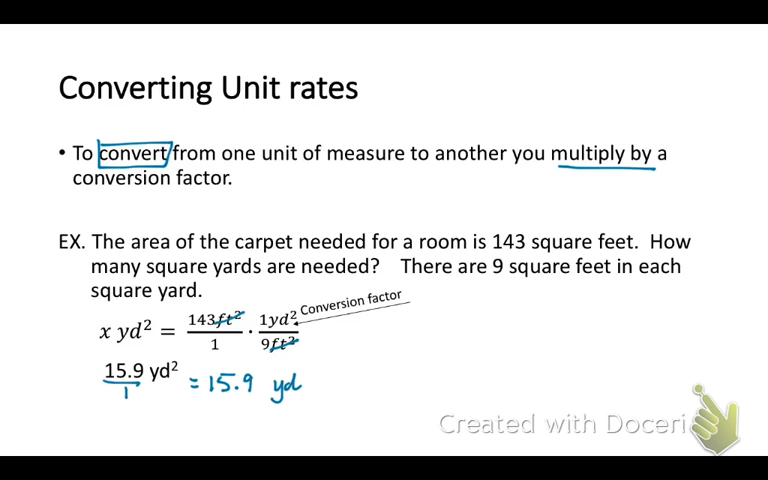 Converting Unit rates
• To convert from one unit of measure to another you multiply by a
conversion factor.
EX. The area of the carpet needed for a room is 143 square feet. How
many square yards are needed? There are 9 square feet in each
square yard.
x yd² = 143ft²/1 · 1yd²/9ft² Conversion factor
15.9 yd² = 15.9 yd
1
Created with Doceri